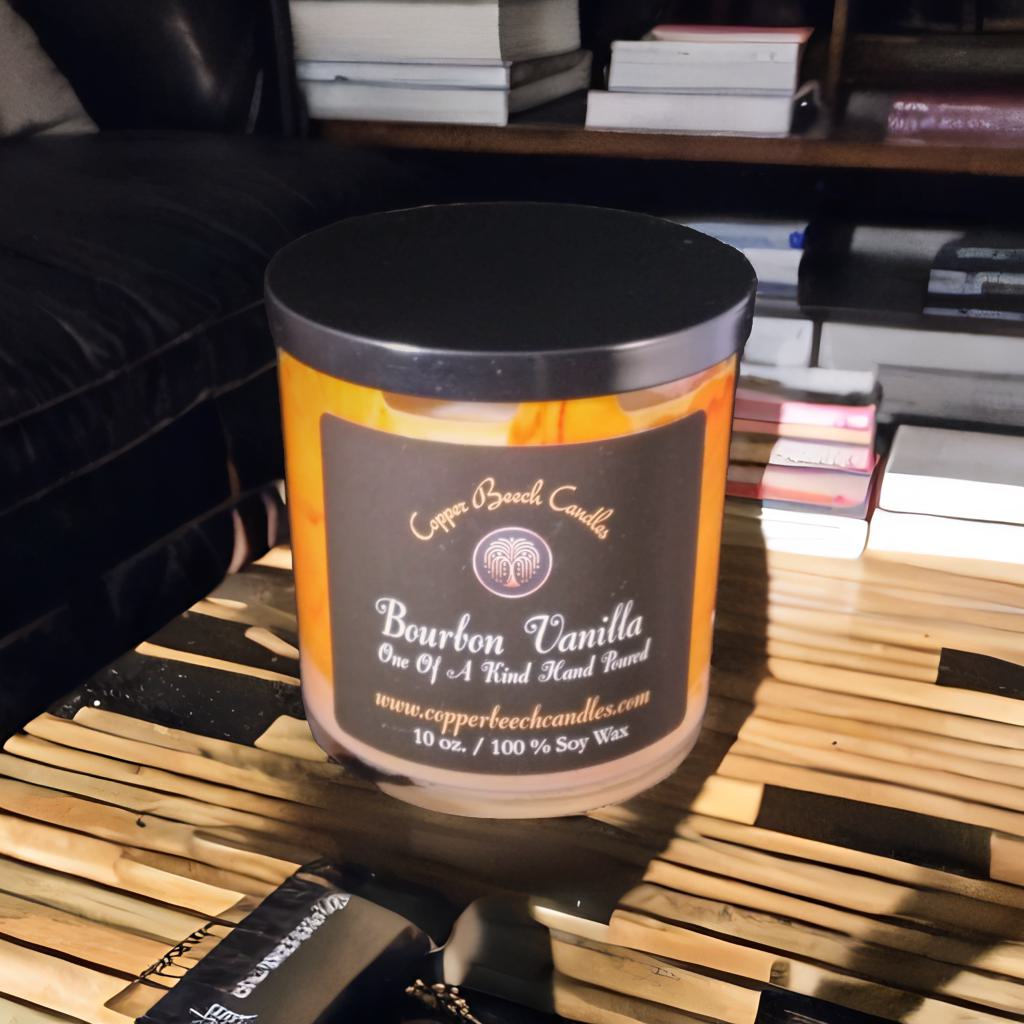 Copper Beech Candles
Bourbon Vanilla
One Of A Kind Hand Poured
www.copperbeechcandles.com
10 oz. / 100 % Soy Wax